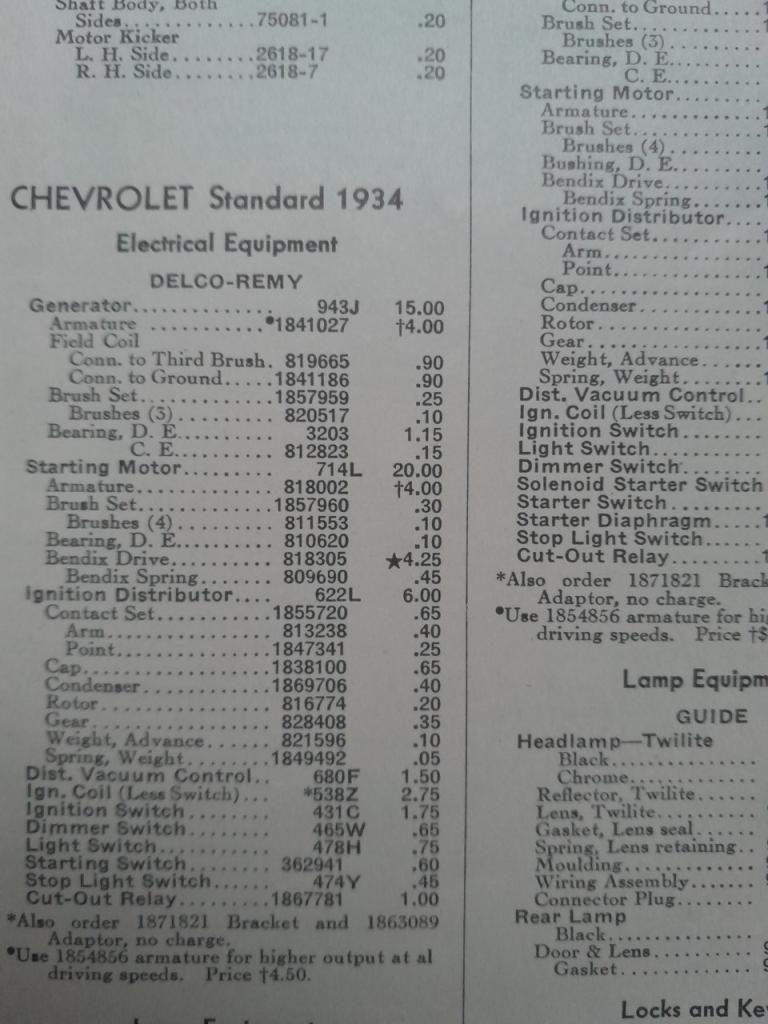 Shaft Body, Both
Sides.............75081-1 .20
Motor Kicker
L. H. Side........2618-17 .20
R. H. Side........2618-7 .20
CHEVROLET Standard 1934
Electrical Equipment
DELCO-REMY
Generator.............. 943J 15.00
Armature ...........•1841027 †4.00
Field Coil
Conn. to Third Brush. 819665 .90
Conn. to Ground.....1841186 .90
Brush Set............1857959 .25
Brushes (3).......... 820517 .10
Bearing, D. E......... 3203 1.15
C. E......... 812823 .15
Starting Motor......... 714L 20.00
Armature............. 818002 †4.00
Brush Set............1857960 .30
Brushes (4).......... 811553 .10
Bearing, D. E......... 810620 .10
Bendix Drive......... 818305 ★4.25
Bendix Spring....... 809690 .45
Ignition Distributor.... 622L 6.00
Contact Set...........1855720 .65
Arm................ 813238 .40
Point...............1847341 .25
Cap..................1838100 .65
Condenser............1869706 .40
Rotor................ 816774 .20
Gear................. 828408 .35
Weight, Advance...... 821596 .10
Spring, Weight.......1849492 .05
Dist. Vacuum Control.. 680F 1.50
Ign. Coil (Less Switch)... *538Z 2.75
Ignition Switch........ 431C 1.75
Dimmer Switch......... 465W .65
Light Switch........... 478H .75
Starting Switch........ 362941 .60
Stop Light Switch...... 474Y .45
Cut-Out Relay.........1867781 1.00
*Also order 1871821 Bracket and 1863089
Adaptor, no charge.
•Use 1854856 armature for higher output at al
driving speeds. Price †4.50.
Conn. to Ground.....
Brush Set............
Brushes (3)..........
Bearing, D. E.........
C. E.........
Starting Motor.........
Armature.............
Brush Set............
Brushes (4)..........
Bushing, D. E.........
Bendix Drive.........
Bendix Spring.......
Ignition Distributor....
Contact Set...........
Arm................
Point...............
Cap..................
Condenser............
Rotor................
Gear.................
Weight, Advance......
Spring, Weight.......
Dist. Vacuum Control..
Ign. Coil (Less Switch)...
Ignition Switch........
Light Switch...........
Dimmer Switch.........
Solenoid Starter Switch
Starter Switch.........
Starter Diaphragm.....
Stop Light Switch......
Cut-Out Relay.........
*Also order 1871821 Brack
Adaptor, no charge.
•Use 1854856 armature for hi
driving speeds. Price †$
Lamp Equipm
GUIDE
Headlamp—Twilite
Black...............
Chrome.............
Reflector, Twilite......
Lens, Twilite..........
Gasket, Lens seal......
Spring, Lens retaining..
Moulding.............
Wiring Assembly.......
Connector Plug........
Rear Lamp
Black...............
Door & Lens..........
Gasket.............
Locks and Ke